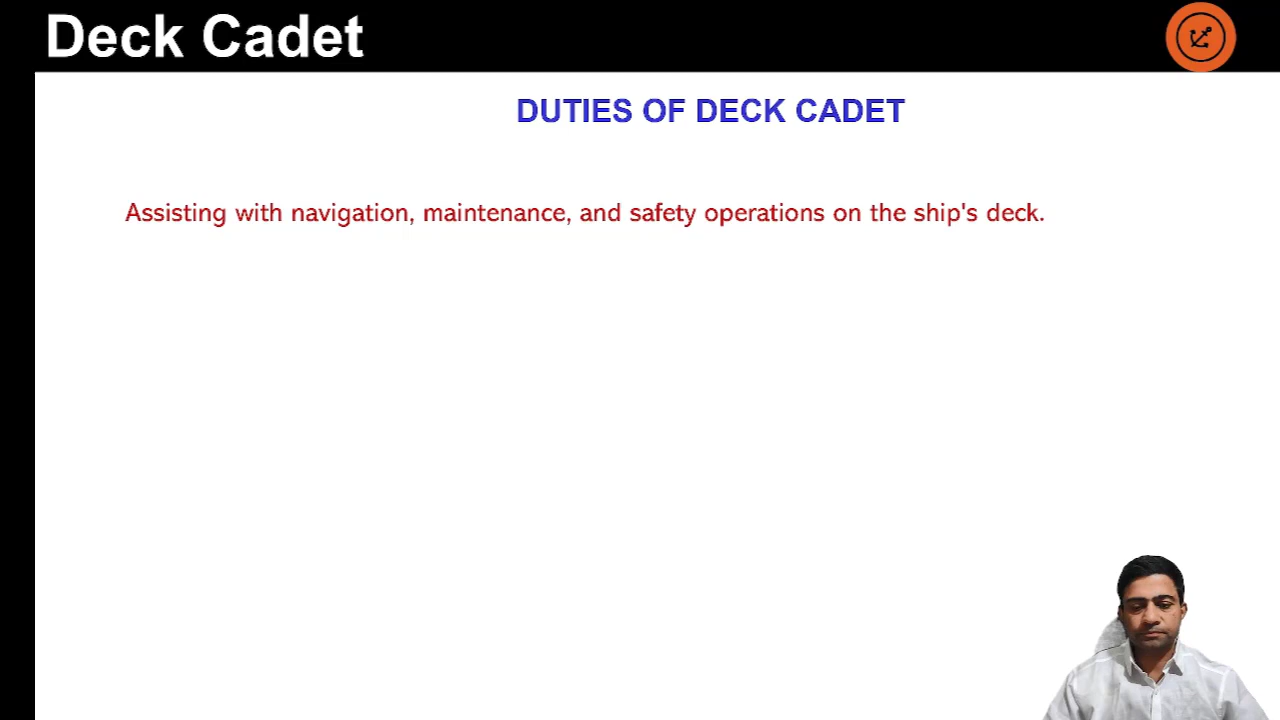 Deck Cadet
DUTIES OF DECK CADET
Assisting with navigation, maintenance, and safety operations on the ship's deck.